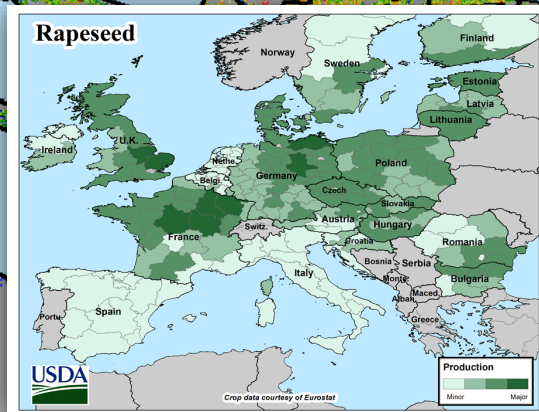 Rapeseed
Norway
Sweden
Finland
Estonia
Latvia
Lithuania
Ireland
U.K.
Nethe.
Belgi.
Germany
Poland
Czech
Slovakia
Austria
Hungary
Switz.
France
Croatia
Romania
Bosnia
Serbia
Italy
Monte.
Bulgaria
Maced.
Alban.
Greece
Portu.
Spain
USDA
Crop data courtesy of Eurostat
Production
Minor Major